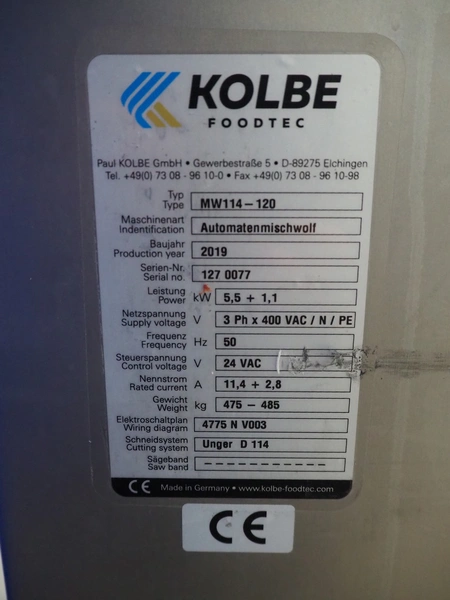 KOLBE
FOODTEC
Paul KOLBE GmbH • Gewerbestraße 5 • D-89275 Elchingen
Tel. +49(0) 73 08 - 96 10-0 • Fax +49(0) 73 08 - 96 10-98
Typ
Type MW114-120
Maschinenart
Indentification Automatenmischwolf
Baujahr
Production year 2019
Serien-Nr.
Serial no. 127 0077
Leistung
Power kW 5,5 + 1,1
Netzspannung
Supply voltage V 3 Ph x 400 VAC / N / PE
Frequenz
Frequency Hz 50
Steuerspannung
Control voltage V 24 VAC
Nennstrom
Rated current A 11,4 + 2,8
Gewicht
Weight kg 475 - 485
Elektroschaltplan
Wiring diagram 4775 N V003
Schneidsystem
Cutting system Unger D 114
Sägeband
Saw band -------------
CE Made in Germany • www.kolbe-foodtec.com
CE